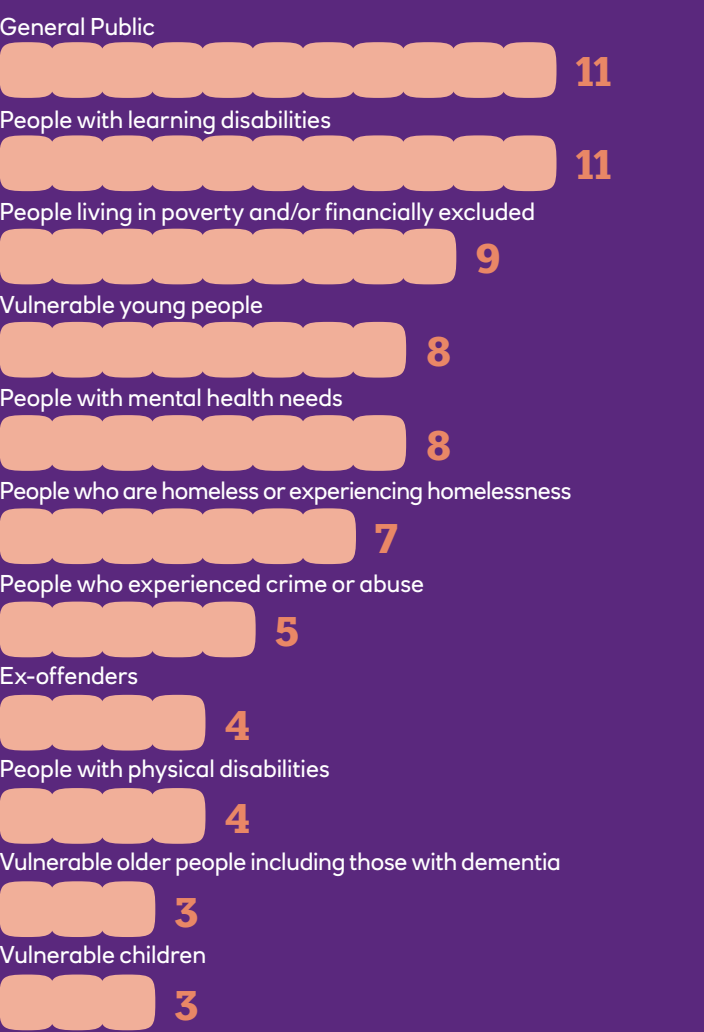 General Public
11
People with learning disabilities
11
People living in poverty and/or financially excluded
9
Vulnerable young people
8
People with mental health needs
8
People who are homeless or experiencing homelessness
7
People who experienced crime or abuse
5
Ex-offenders
4
People with physical disabilities
4
Vulnerable older people including those with dementia
3
Vulnerable children
3